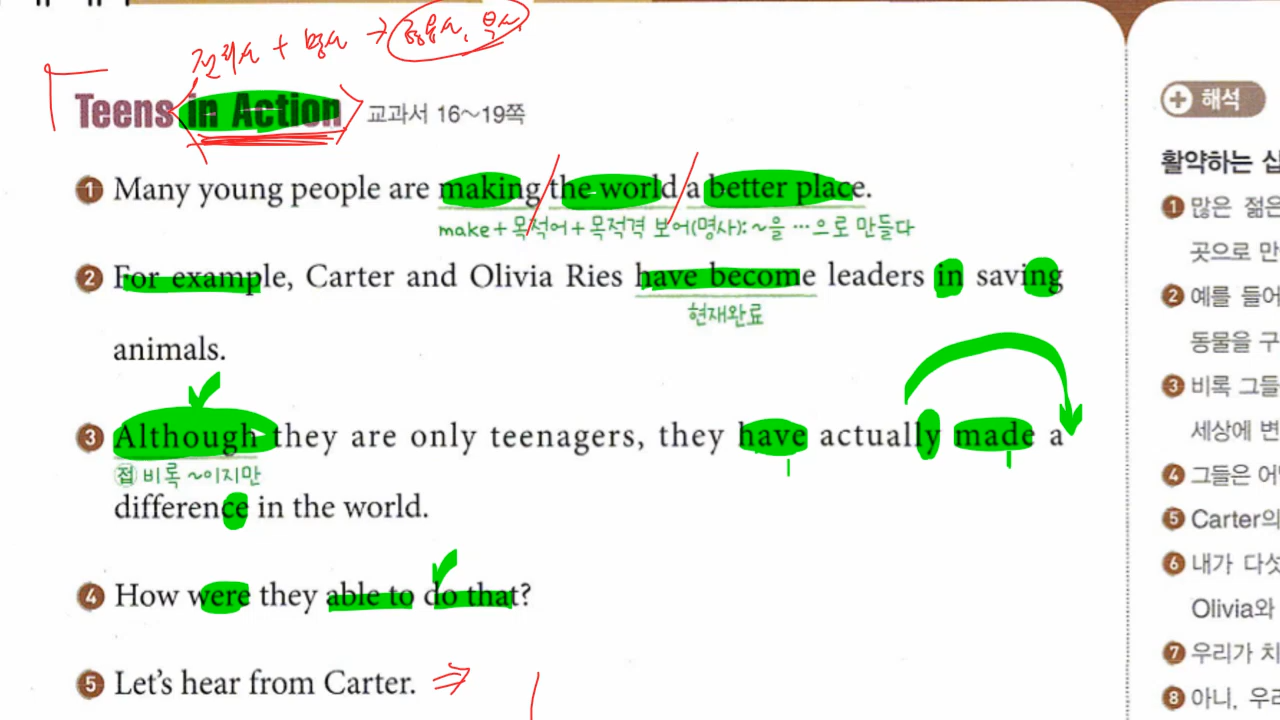 전치사 + 명사 → 형용사, 부사
Teens in Action 교과서 16~19쪽
1 Many young people are making the world a better place.
make+목적어+목적격 보어(명사): ~을 …으로 만들다
2 For example, Carter and Olivia Ries have become leaders in saving
현재완료
animals.
3 Although they are only teenagers, they have actually made a
접 비록 ~이지만
difference in the world.
4 How were they able to do that?
5 Let's hear from Carter. ⇒
해석
활약하는 십
1 많은 젊은
곳으로 만
2 예를 들어
동물을 구
3 비록 그들
세상에 변
4 그들은 어
5 Carter의
6 내가 다섯
Olivia와
7 우리가 치
8 아니, 우리